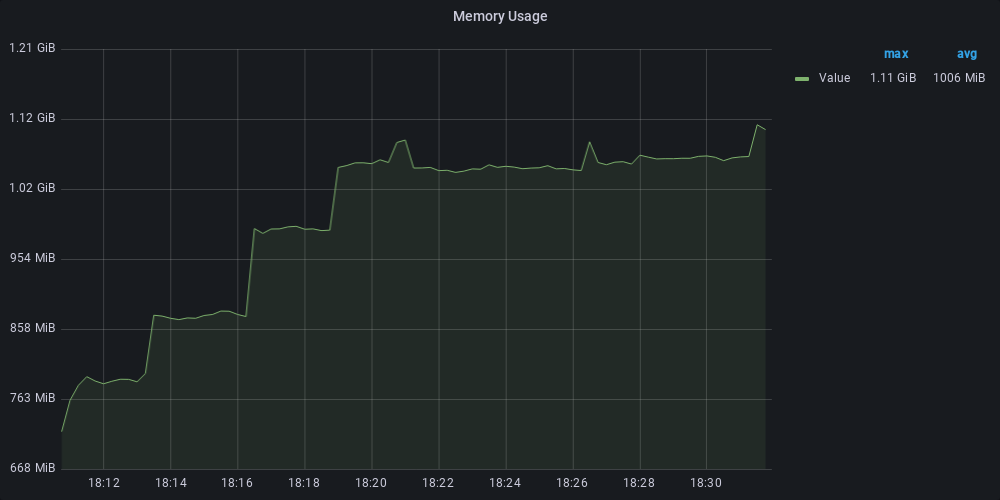 Memory Usage
1.21 GiB
1.12 GiB
1.02 GiB
954 MiB
858 MiB
763 MiB
668 MiB
18:12 18:14 18:16 18:18 18:20 18:22 18:24 18:26 18:28 18:30
max avg
Value 1.11 GiB 1006 MiB